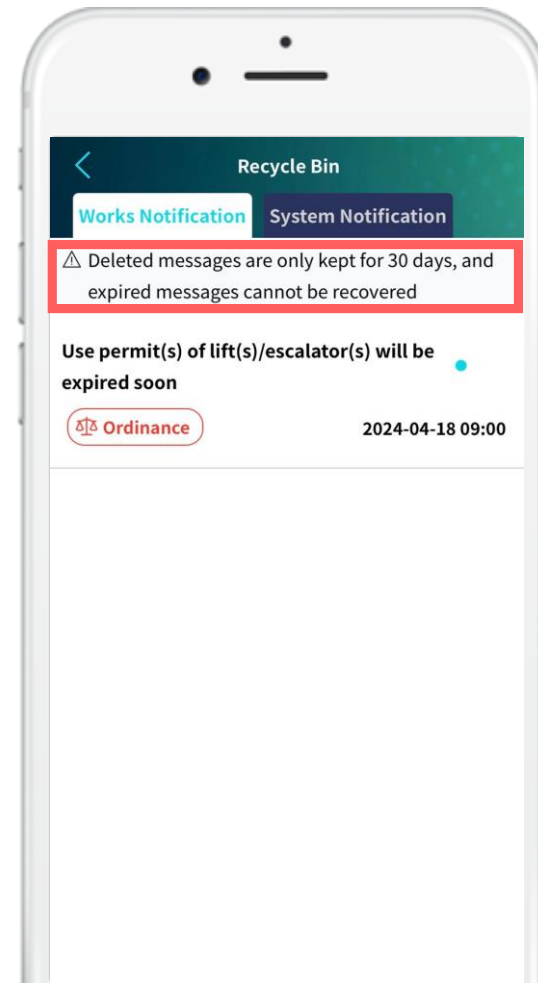 Recycle Bin
Works Notification System Notification
⚠ Deleted messages are only kept for 30 days, and
expired messages cannot be recovered
Use permit(s) of lift(s)/escalator(s) will be
expired soon
Ordinance 2024-04-18 09:00